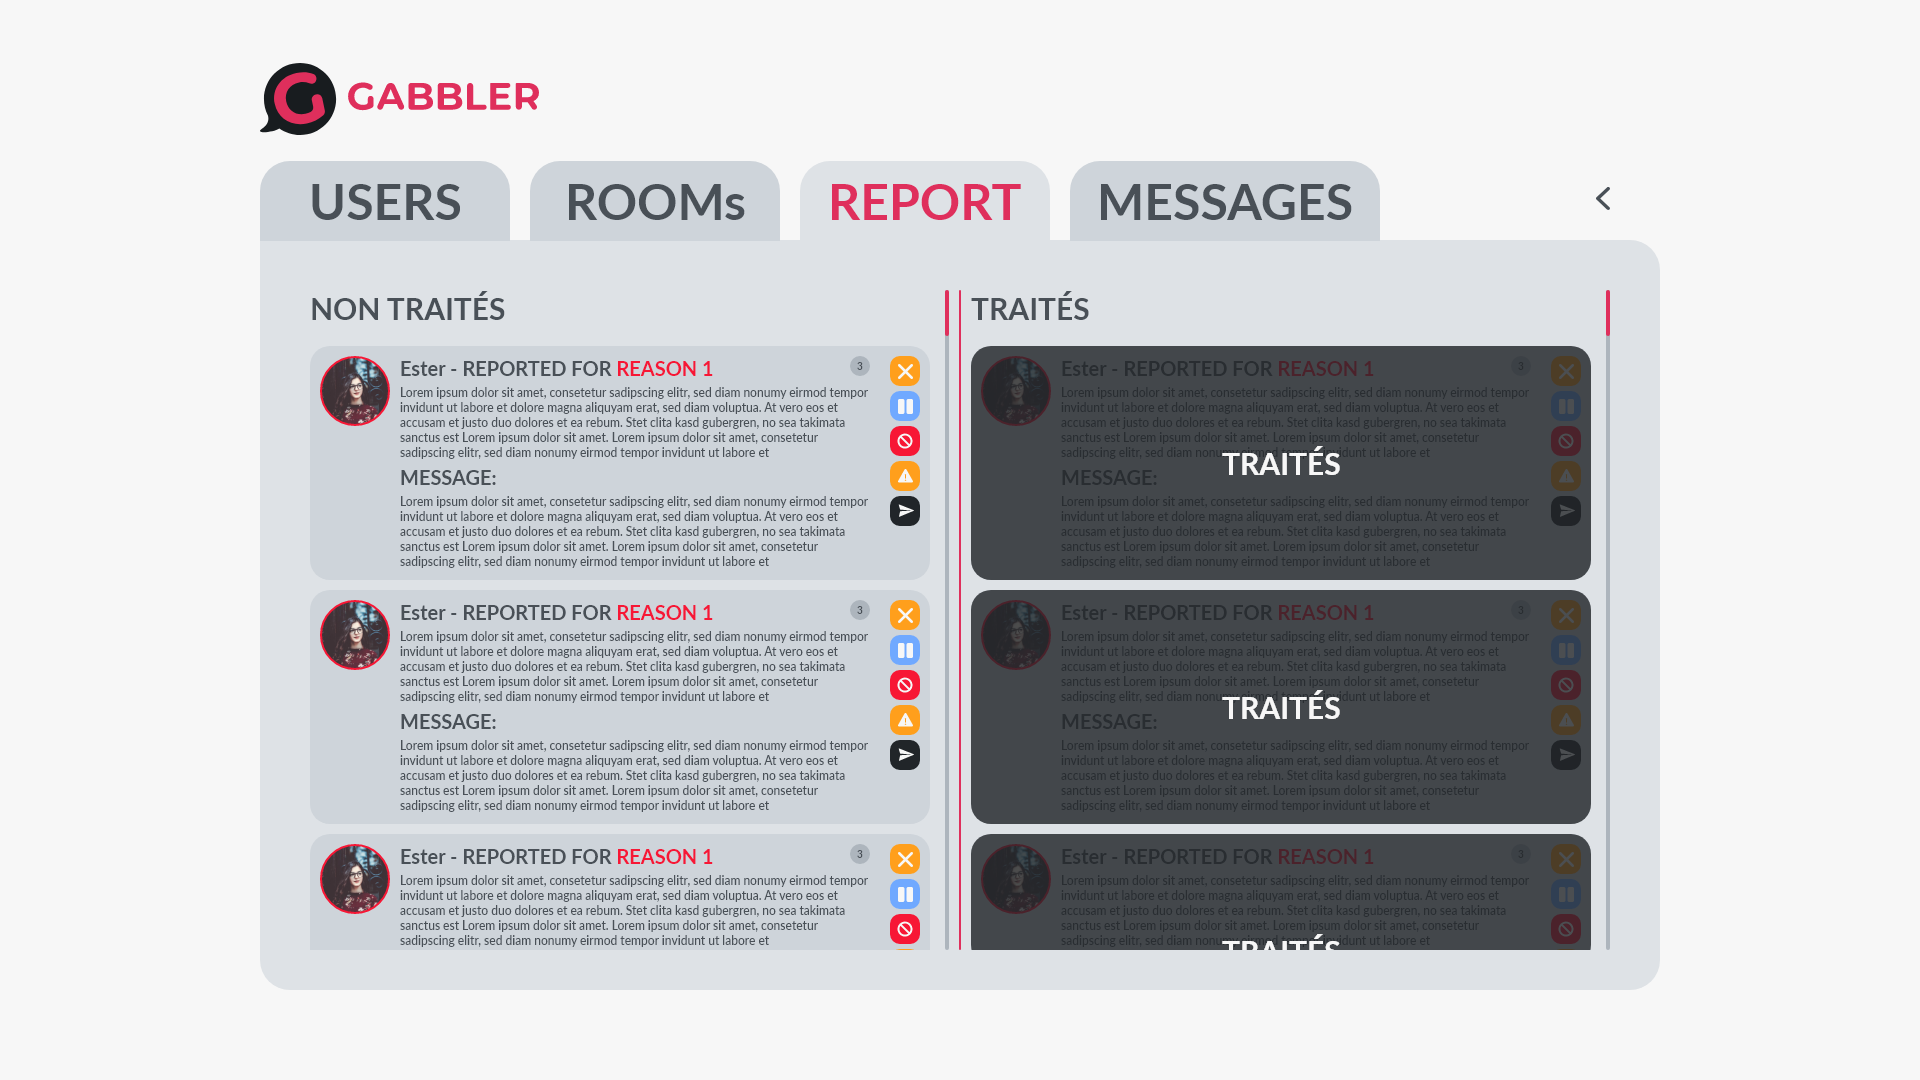 GABBLER
USERS
ROOMs
REPORT
MESSAGES
NON TRAITÉS
Ester - REPORTED FOR REASON 1
3
Lorem ipsum dolor sit amet, consetetur sadipscing elitr, sed diam nonumy eirmod tempor
invidunt ut labore et dolore magna aliquyam erat, sed diam voluptua. At vero eos et
accusam et justo duo dolores et ea rebum. Stet clita kasd gubergren, no sea takimata
sanctus est Lorem ipsum dolor sit amet. Lorem ipsum dolor sit amet, consetetur
sadipscing elitr, sed diam nonumy eirmod tempor invidunt ut labore et
MESSAGE:
Lorem ipsum dolor sit amet, consetetur sadipscing elitr, sed diam nonumy eirmod tempor
invidunt ut labore et dolore magna aliquyam erat, sed diam voluptua. At vero eos et
accusam et justo duo dolores et ea rebum. Stet clita kasd gubergren, no sea takimata
sanctus est Lorem ipsum dolor sit amet. Lorem ipsum dolor sit amet, consetetur
sadipscing elitr, sed diam nonumy eirmod tempor invidunt ut labore et
Ester - REPORTED FOR REASON 1
3
Lorem ipsum dolor sit amet, consetetur sadipscing elitr, sed diam nonumy eirmod tempor
invidunt ut labore et dolore magna aliquyam erat, sed diam voluptua. At vero eos et
accusam et justo duo dolores et ea rebum. Stet clita kasd gubergren, no sea takimata
sanctus est Lorem ipsum dolor sit amet. Lorem ipsum dolor sit amet, consetetur
sadipscing elitr, sed diam nonumy eirmod tempor invidunt ut labore et
MESSAGE:
Lorem ipsum dolor sit amet, consetetur sadipscing elitr, sed diam nonumy eirmod tempor
invidunt ut labore et dolore magna aliquyam erat, sed diam voluptua. At vero eos et
accusam et justo duo dolores et ea rebum. Stet clita kasd gubergren, no sea takimata
sanctus est Lorem ipsum dolor sit amet. Lorem ipsum dolor sit amet, consetetur
sadipscing elitr, sed diam nonumy eirmod tempor invidunt ut labore et
Ester - REPORTED FOR REASON 1
3
Lorem ipsum dolor sit amet, consetetur sadipscing elitr, sed diam nonumy eirmod tempor
invidunt ut labore et dolore magna aliquyam erat, sed diam voluptua. At vero eos et
accusam et justo duo dolores et ea rebum. Stet clita kasd gubergren, no sea takimata
sanctus est Lorem ipsum dolor sit amet. Lorem ipsum dolor sit amet, consetetur
sadipscing elitr, sed diam nonumy eirmod tempor invidunt ut labore et
TRAITÉS
Ester - REPORTED FOR REASON 1
3
Lorem ipsum dolor sit amet, consetetur sadipscing elitr, sed diam nonumy eirmod tempor
invidunt ut labore et dolore magna aliquyam erat, sed diam voluptua. At vero eos et
accusam et justo duo dolores et ea rebum. Stet clita kasd gubergren, no sea takimata
sanctus est Lorem ipsum dolor sit amet. Lorem ipsum dolor sit amet, consetetur
sadipscing elitr, sed diam nonumy eirmod tempor invidunt ut labore et
TRAITÉS
MESSAGE:
Lorem ipsum dolor sit amet, consetetur sadipscing elitr, sed diam nonumy eirmod tempor
invidunt ut labore et dolore magna aliquyam erat, sed diam voluptua. At vero eos et
accusam et justo duo dolores et ea rebum. Stet clita kasd gubergren, no sea takimata
sanctus est Lorem ipsum dolor sit amet. Lorem ipsum dolor sit amet, consetetur
sadipscing elitr, sed diam nonumy eirmod tempor invidunt ut labore et
Ester - REPORTED FOR REASON 1
3
Lorem ipsum dolor sit amet, consetetur sadipscing elitr, sed diam nonumy eirmod tempor
invidunt ut labore et dolore magna aliquyam erat, sed diam voluptua. At vero eos et
accusam et justo duo dolores et ea rebum. Stet clita kasd gubergren, no sea takimata
sanctus est Lorem ipsum dolor sit amet. Lorem ipsum dolor sit amet, consetetur
sadipscing elitr, sed diam nonumy eirmod tempor invidunt ut labore et
TRAITÉS
MESSAGE:
Lorem ipsum dolor sit amet, consetetur sadipscing elitr, sed diam nonumy eirmod tempor
invidunt ut labore et dolore magna aliquyam erat, sed diam voluptua. At vero eos et
accusam et justo duo dolores et ea rebum. Stet clita kasd gubergren, no sea takimata
sanctus est Lorem ipsum dolor sit amet. Lorem ipsum dolor sit amet, consetetur
sadipscing elitr, sed diam nonumy eirmod tempor invidunt ut labore et
Ester - REPORTED FOR REASON 1
3
Lorem ipsum dolor sit amet, consetetur sadipscing elitr, sed diam nonumy eirmod tempor
invidunt ut labore et dolore magna aliquyam erat, sed diam voluptua. At vero eos et
accusam et justo duo dolores et ea rebum. Stet clita kasd gubergren, no sea takimata
sanctus est Lorem ipsum dolor sit amet. Lorem ipsum dolor sit amet, consetetur
sadipscing elitr, sed diam nonumy eirmod tempor invidunt ut labore et
TRAITÉS